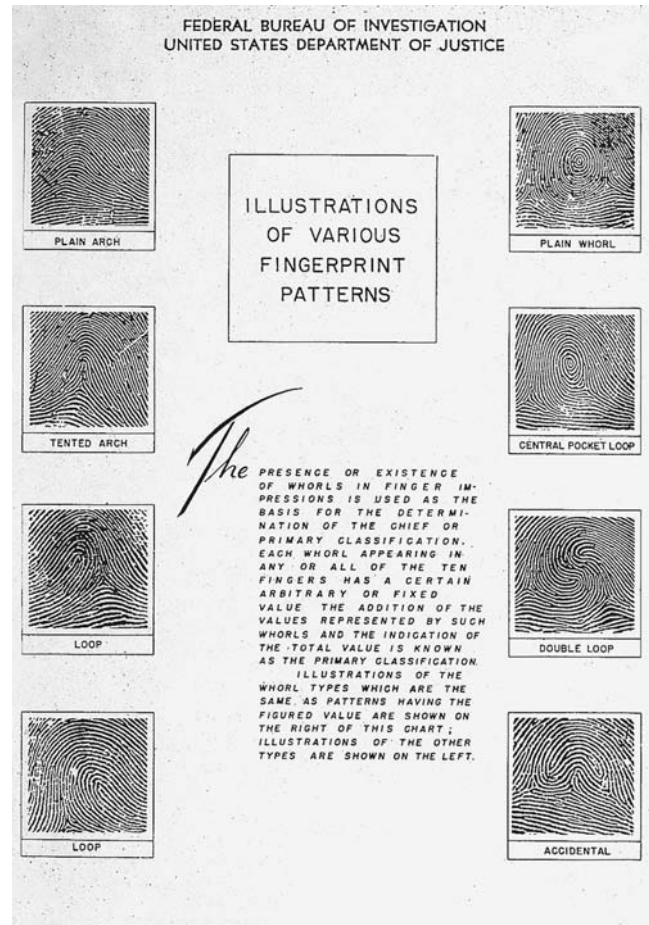 FEDERAL BUREAU OF INVESTIGATION
UNITED STATES DEPARTMENT OF JUSTICE
PLAIN ARCH
TENTED ARCH
LOOP
LOOP
ILLUSTRATIONS
OF VARIOUS
FINGERPRINT
PATTERNS
The PRESENCE OR EXISTENCE
OF WHORLS IN FINGER IM-
PRESSIONS IS USED AS THE
BASIS FOR THE DETERMI-
NATION OF THE CHIEF OR
PRIMARY CLASSIFICATION.
EACH WHORL APPEARING IN
ANY OR ALL OF THE TEN
FINGERS HAS A CERTAIN
ARBITRARY OR FIXED
VALUE THE ADDITION OF THE
VALUES REPRESENTED BY SUCH
WHORLS AND THE INDICATION OF
THE TOTAL VALUE IS KNOWN
AS THE PRIMARY CLASSIFICATION.
ILLUSTRATIONS OF THE
WHORL TYPES WHICH ARE THE
SAME AS PATTERNS HAVING THE
FIGURED VALUE ARE SHOWN ON
THE RIGHT OF THIS CHART;
ILLUSTRATIONS OF THE OTHER
TYPES ARE SHOWN ON THE LEFT.
PLAIN WHORL
CENTRAL POCKET LOOP
DOUBLE LOOP
ACCIDENTAL